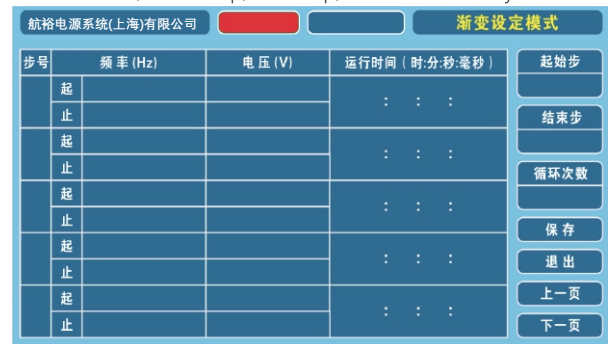 航裕电源系统(上海)有限公司 渐变设定模式
步号 频率(Hz) 电压(V) 运行时间(时:分:秒:毫秒) 起始步
起
: : :
止
结束步
起
: : :
止
循环次数
起
: : :
止
保存
起
: : :
止
退出
起
: : :
止
上一页
下一页